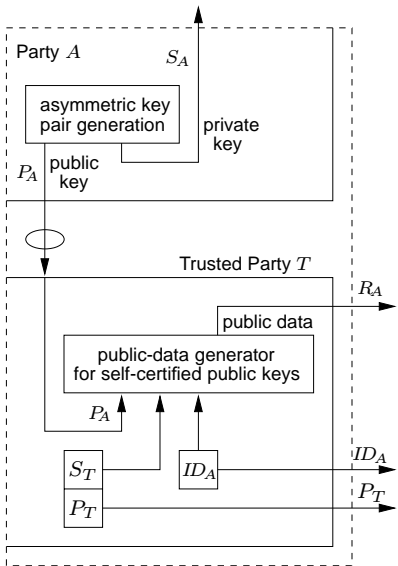 Party A
S_A
asymmetric key
pair generation
private
key
P_A
public
key
Trusted Party T
R_A
public data
public-data generator
for self-certified public keys
P_A
S_T
ID_A
ID_A
P_T
P_T